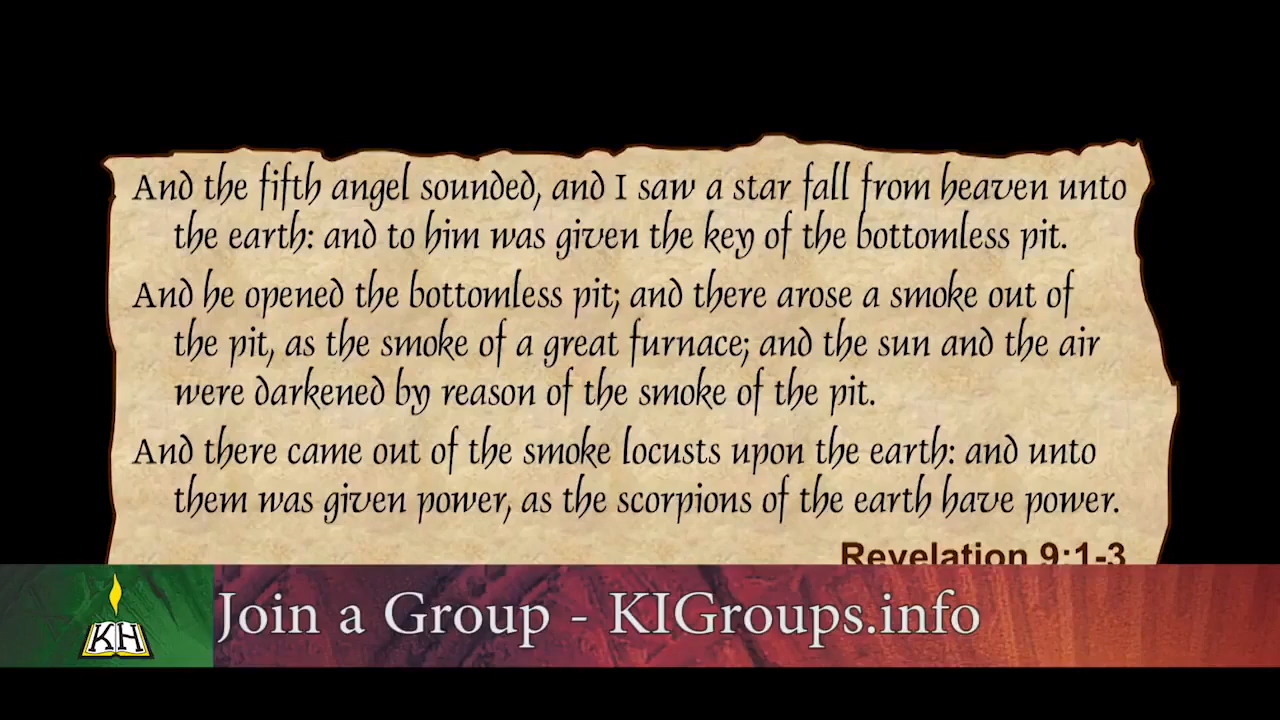 And the fifth angel sounded, and I saw a star fall from heaven unto
the earth: and to him was given the key of the bottomless pit.
And he opened the bottomless pit; and there arose a smoke out of
the pit, as the smoke of a great furnace; and the sun and the air
were darkened by reason of the smoke of the pit.
And there came out of the smoke locusts upon the earth: and unto
them was given power, as the scorpions of the earth have power.
Revelation 9:1-3
KH
Join a Group - KIGroups.info